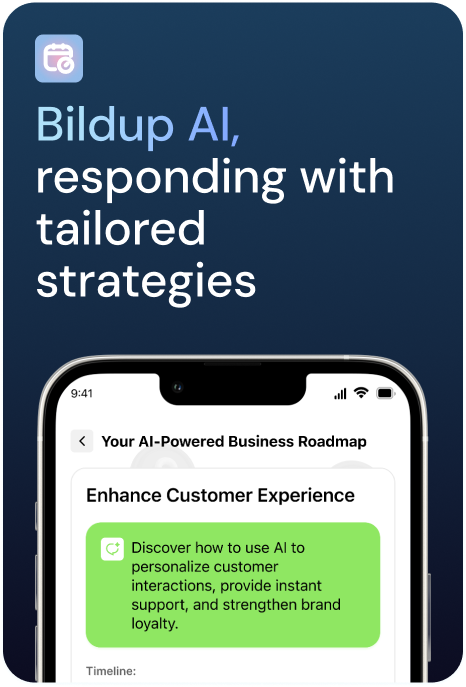 Bildup AI,
responding with
tailored
strategies
9:41
Your AI-Powered Business Roadmap
Enhance Customer Experience
Discover how to use AI to
personalize customer
interactions, provide instant
support, and strengthen brand
loyalty.
Timeline: